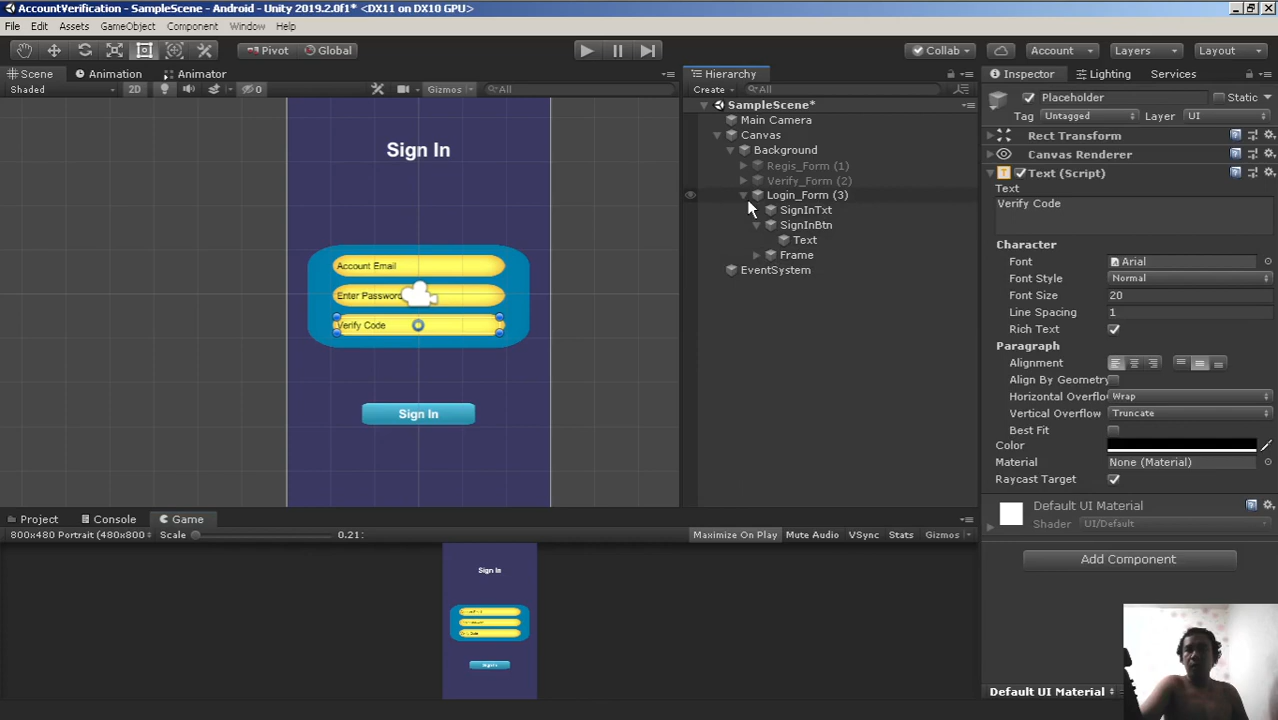 AccountVerification - SampleScene - Android - Unity 2019.2.0f1* <DX11 on DX10 GPU>
File Edit Assets GameObject Component Window Help
Pivot Global Collab Account Layers Layout
Scene Animation Animator
Shaded 2D 0 Gizmos All
Sign In
Account Email
Enter Password
Verify Code
Sign In
Hierarchy
Create All
SampleScene*
Main Camera
Canvas
Background
Regis_Form (1)
Verify_Form (2)
Login_Form (3)
SignInTxt
SignInBtn
Text
Frame
EventSystem
Inspector Lighting Services
Placeholder Static
Tag Untagged Layer UI
Rect Transform
Canvas Renderer
Text (Script)
Text
Verify Code
Character
Font Arial
Font Style Normal
Font Size 20
Line Spacing 1
Rich Text
Paragraph
Alignment
Align By Geometry
Horizontal Overflo
Wrap
Vertical Overflow Truncate
Best Fit
Color
Material None (Material)
Raycast Target
Default UI Material
Shader UI/Default
Add Component
Default UI Material
Project Console Game
800x480 Portrait (480x800 Scale 0.21: Maximize On Play Mute Audio VSync Stats Gizmos
Sign In